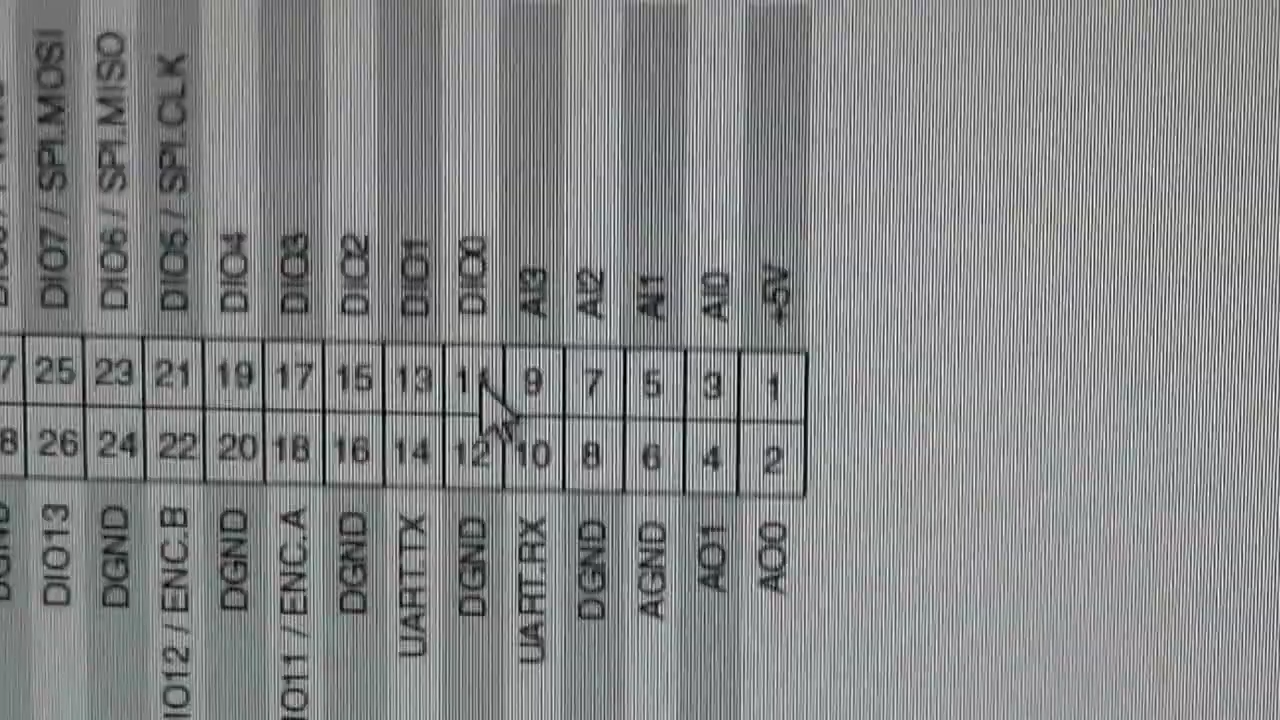 DIO13 26 25 DIO7 / SPI.MOSI
DGND 24 23 DIO6 / SPI.MISO
IO12 / ENC.B 22 21 DIO5 / SPI.CLK
DGND 20 19 DIO4
IO11 / ENC.A 18 17 DIO3
DGND 16 15 DIO2
UART.TX 14 13 DIO1
DGND 12 11 DIO0
UART.RX 10 9 AI3
DGND 8 7 AI2
AGND 6 5 AI1
AO1 4 3 AI0
AO0 2 1 +5V